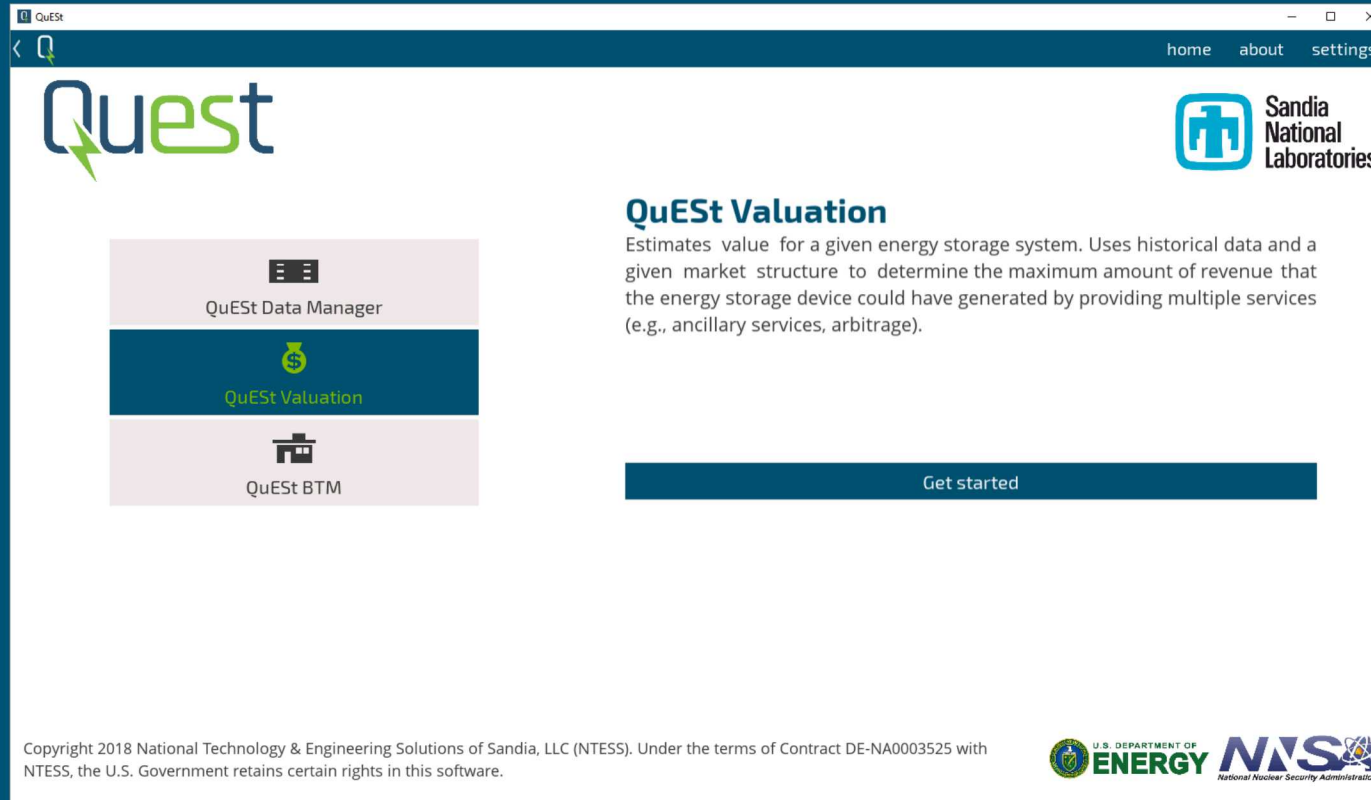 QuESt
home about settings
Quest
Sandia
National
Laboratories
QuESt Data Manager
QuESt Valuation
QuESt BTM
QuESt Valuation
Estimates value for a given energy storage system. Uses historical data and a
given market structure to determine the maximum amount of revenue that
the energy storage device could have generated by providing multiple services
(e.g., ancillary services, arbitrage).
Get started
Copyright 2018 National Technology & Engineering Solutions of Sandia, LLC (NTESS). Under the terms of Contract DE-NA0003525 with
NTESS, the U.S. Government retains certain rights in this software.
U.S. DEPARTMENT OF
ENERGY
NNSA
National Nuclear Security Administration